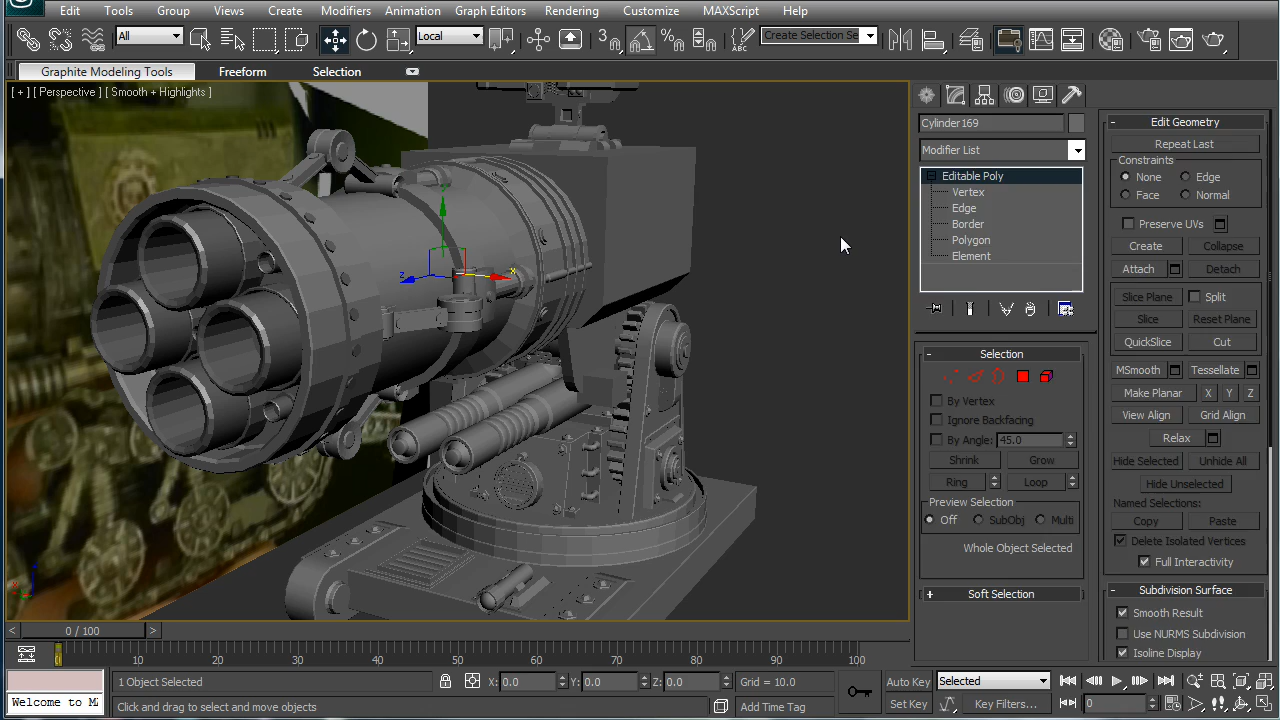 Edit Tools Group Views Create Modifiers Animation Graph Editors Rendering Customize MAXScript Help
All Local 3 Create Selection Se
Graphite Modeling Tools Freeform Selection
[ + ] [ Perspective ] [ Smooth + Highlights ]
Cylinder169
Modifier List
Editable Poly
Vertex
Edge
Border
Polygon
Element
- Selection
By Vertex
Ignore Backfacing
By Angle: 45.0
Shrink Grow
Ring Loop
Preview Selection
Off SubObj Multi
Whole Object Selected
+ Soft Selection
- Edit Geometry
Repeat Last
Constraints
None Edge
Face Normal
Preserve UVs
Create Collapse
Attach Detach
Slice Plane Split
Slice Reset Plane
QuickSlice Cut
MSmooth Tessellate
Make Planar X Y Z
View Align Grid Align
Relax
Hide Selected Unhide All
Hide Unselected
Named Selections:
Copy Paste
Delete Isolated Vertices
Full Interactivity
- Subdivision Surface
Smooth Result
Use NURMS Subdivision
Isoline Display
z x
< 0 / 100 >
0 10 20 30 40 50 60 70 80 90 100
1 Object Selected X: 0.0 Y: 0.0 Z: 0.0 Grid = 10.0 Auto Key Selected
Welcome to M Click and drag to select and move objects Add Time Tag Set Key Key Filters... 0